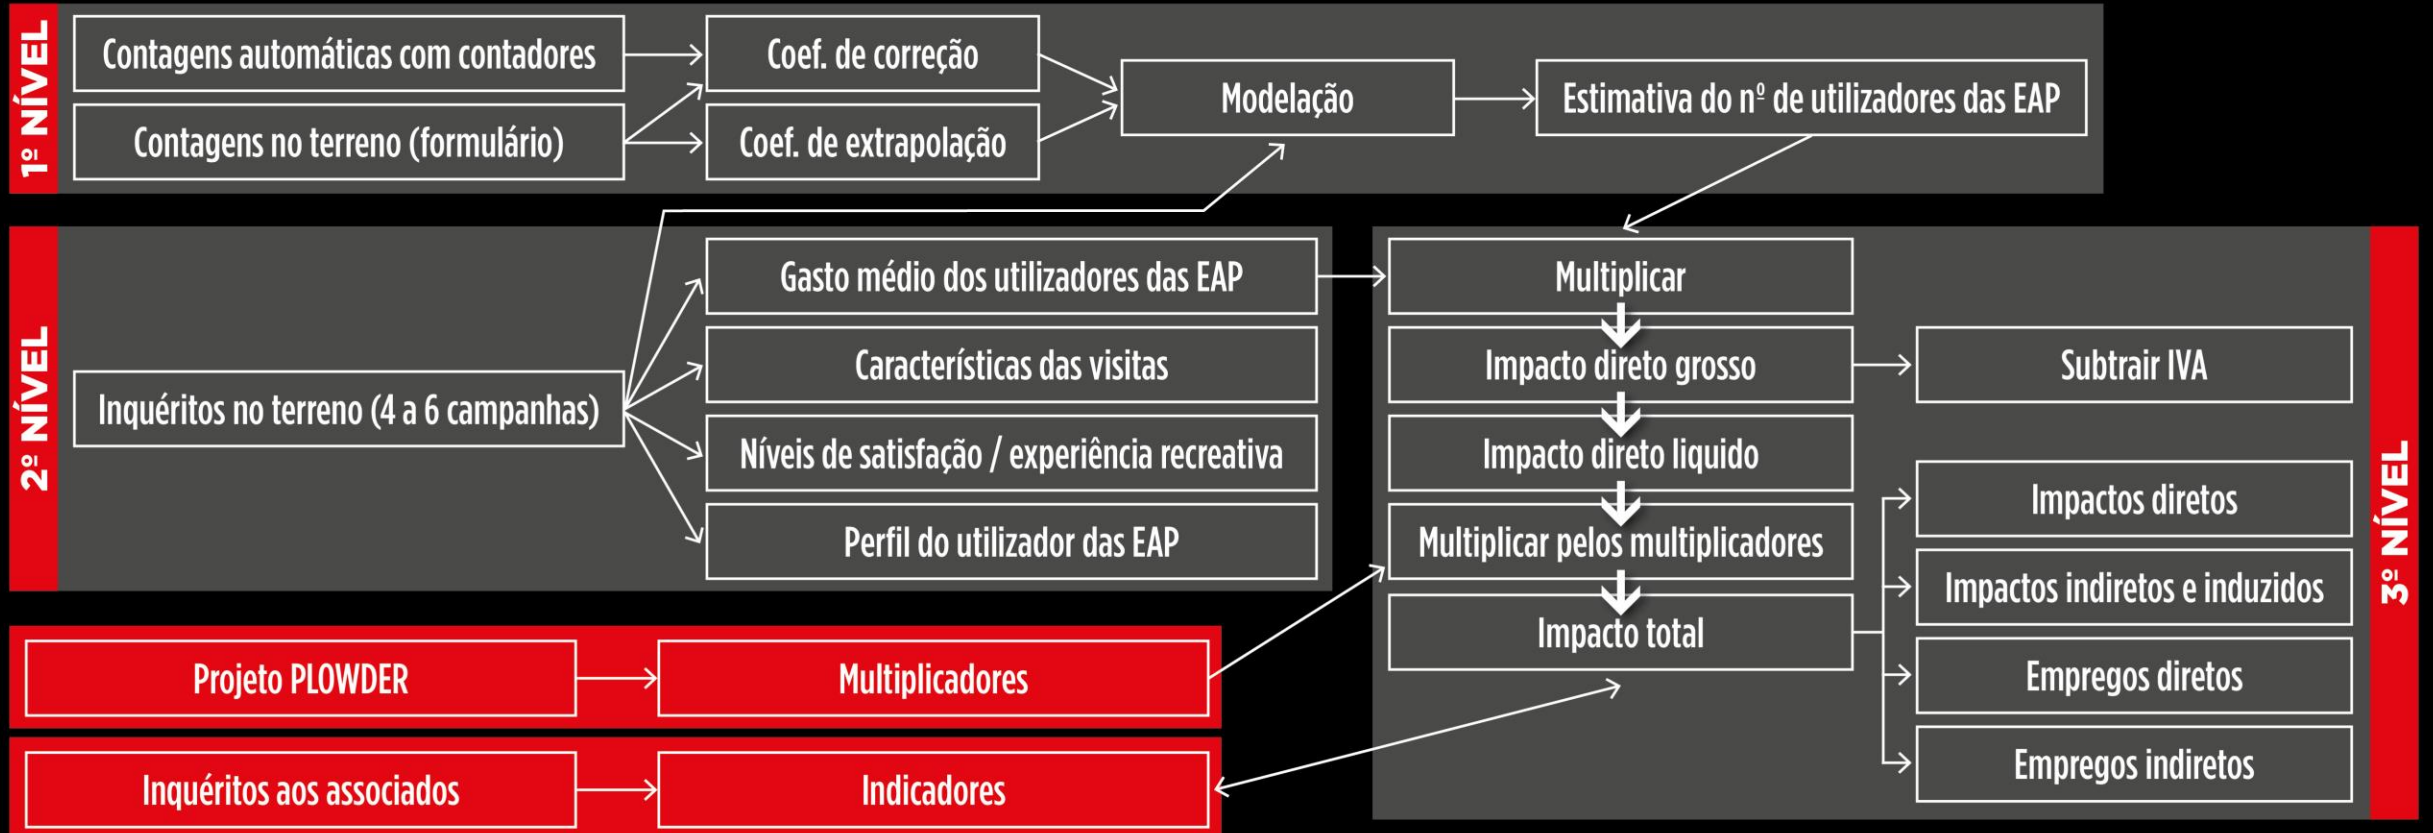 1º NÍVEL
Contagens automáticas com contadores
Coef. de correção
Contagens no terreno (formulário)
Coef. de extrapolação
Modelação
Estimativa do nº de utilizadores das EAP
2º NÍVEL
Inquéritos no terreno (4 a 6 campanhas)
Gasto médio dos utilizadores das EAP
Características das visitas
Níveis de satisfação / experiência recreativa
Perfil do utilizador das EAP
3º NÍVEL
Multiplicar
Impacto direto grosso
Subtrair IVA
Impacto direto liquido
Multiplicar pelos multiplicadores
Impacto total
Impactos diretos
Impactos indiretos e induzidos
Empregos diretos
Empregos indiretos
Projeto PLOWDER
Multiplicadores
Inquéritos aos associados
Indicadores